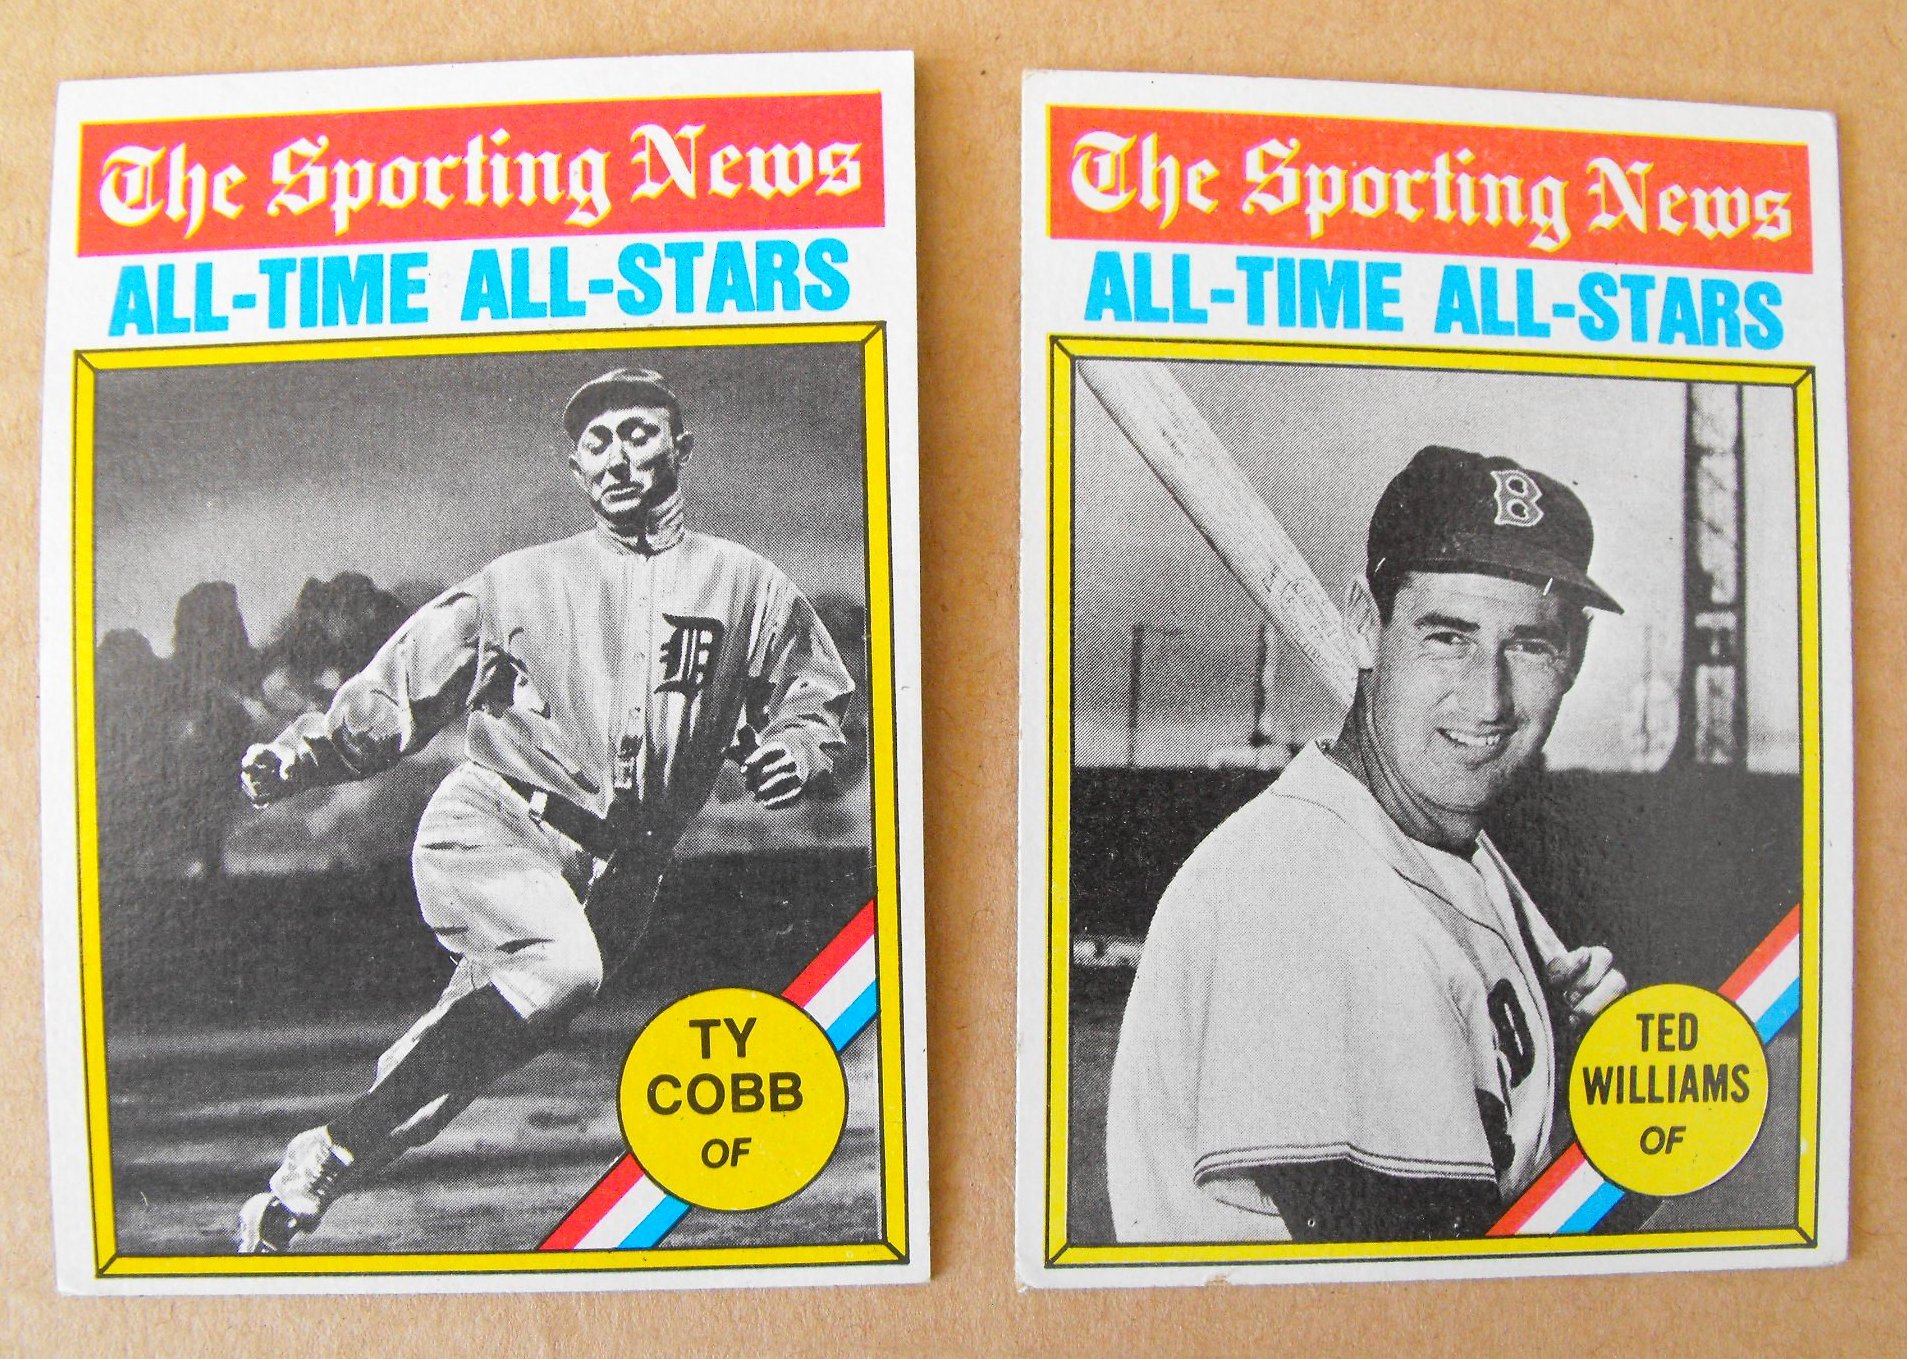 The Sporting News
ALL-TIME ALL-STARS
D
TY
COBB
OF
The Sporting News
ALL-TIME ALL-STARS
B
TED
WILLIAMS
OF